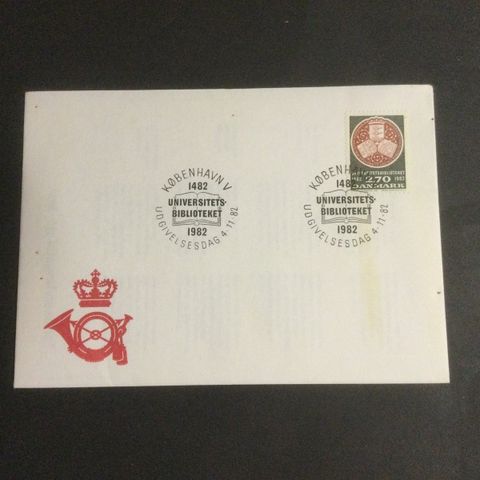 KØBENHAVN V
1482
UNIVERSITETS
BIBLIOTEKET
1982
UDGIVELSESDAG 4-11-82
KØBENHAVN
1482
UNIVERSITETS
BIBLIOTEKET
1982
UDGIVELSESDAG 4-11-82
2.70
DANMARK
1982